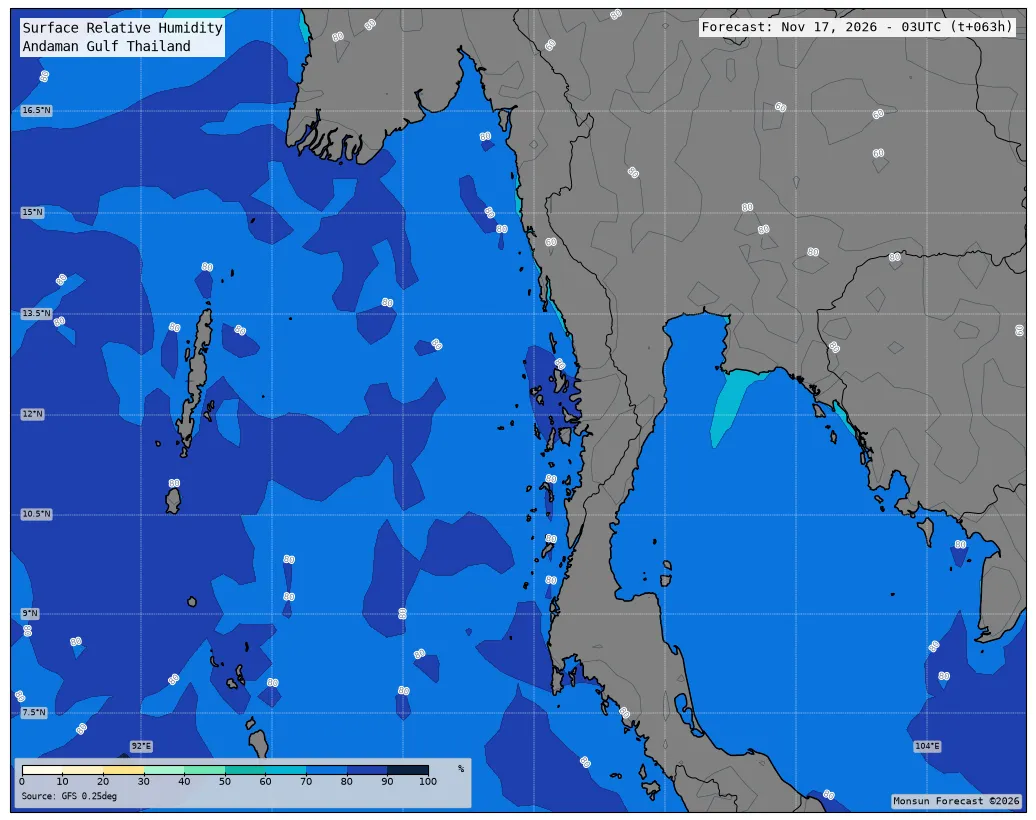 Surface Relative Humidity
Andaman Gulf Thailand
Forecast: Nov 17, 2026 - 03UTC (t+063h)
16.5°N
15°N
13.5°N
12°N
10.5°N
9°N
7.5°N
92°E
104°E
0 10 20 30 40 50 60 70 80 90 100 %
Source: GFS 0.25deg
Monsun Forecast ©2026